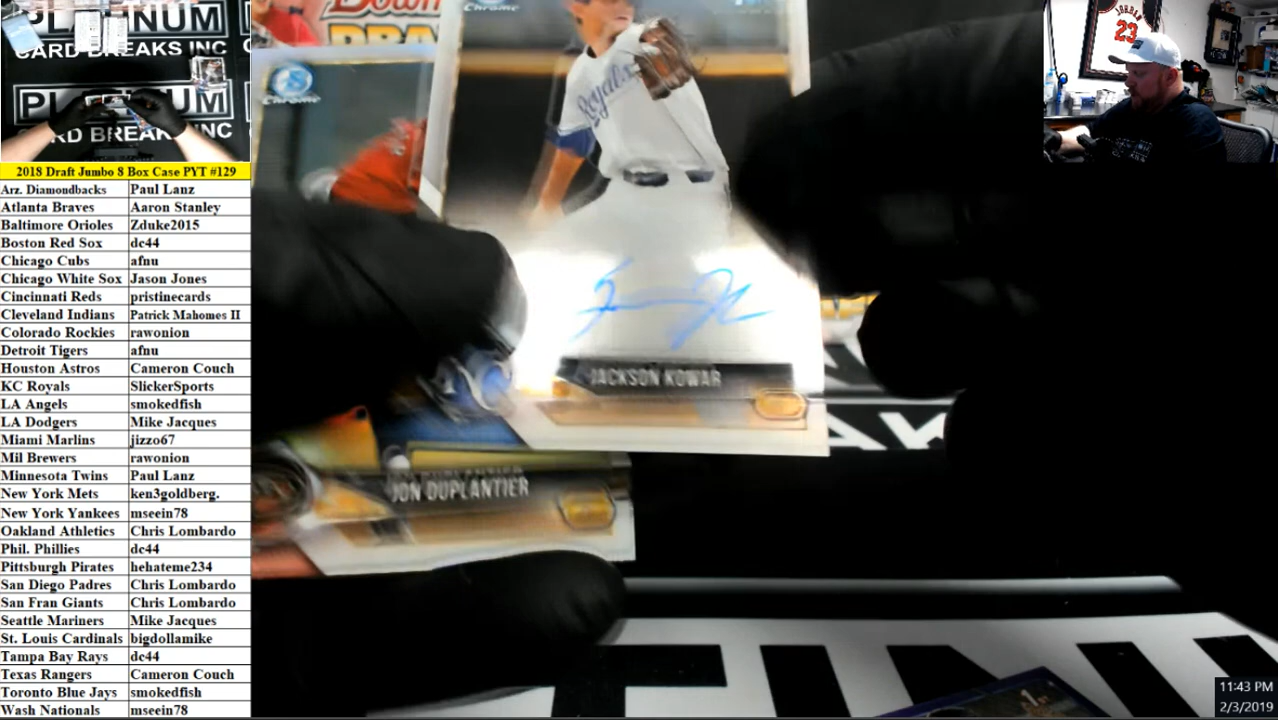 PLATINUM
CARD BREAKS INC
PLATINUM
CARD BREAKS INC
JORDAN
23
Bowman
DRA
Chrome
Chrome
1st
Royals
JACKSON KOWAR
JON DUPLANTIER
AK
TINU
1st
2018 Draft Jumbo 8 Box Case PYT #129
Arz. Diamondbacks Paul Lanz
Atlanta Braves Aaron Stanley
Baltimore Orioles Zduke2015
Boston Red Sox dc44
Chicago Cubs afnu
Chicago White Sox Jason Jones
Cincinnati Reds pristinecards
Cleveland Indians Patrick Mahomes II
Colorado Rockies rawonion
Detroit Tigers afnu
Houston Astros Cameron Couch
KC Royals SlickerSports
LA Angels smokedfish
LA Dodgers Mike Jacques
Miami Marlins jizzo67
Mil Brewers rawonion
Minnesota Twins Paul Lanz
New York Mets ken3goldberg.
New York Yankees mseein78
Oakland Athletics Chris Lombardo
Phil. Phillies dc44
Pittsburgh Pirates hehateme234
San Diego Padres Chris Lombardo
San Fran Giants Chris Lombardo
Seattle Mariners Mike Jacques
St. Louis Cardinals bigdollamike
Tampa Bay Rays dc44
Texas Rangers Cameron Couch
Toronto Blue Jays smokedfish
Wash Nationals mseein78
11:43 PM
2/3/2019